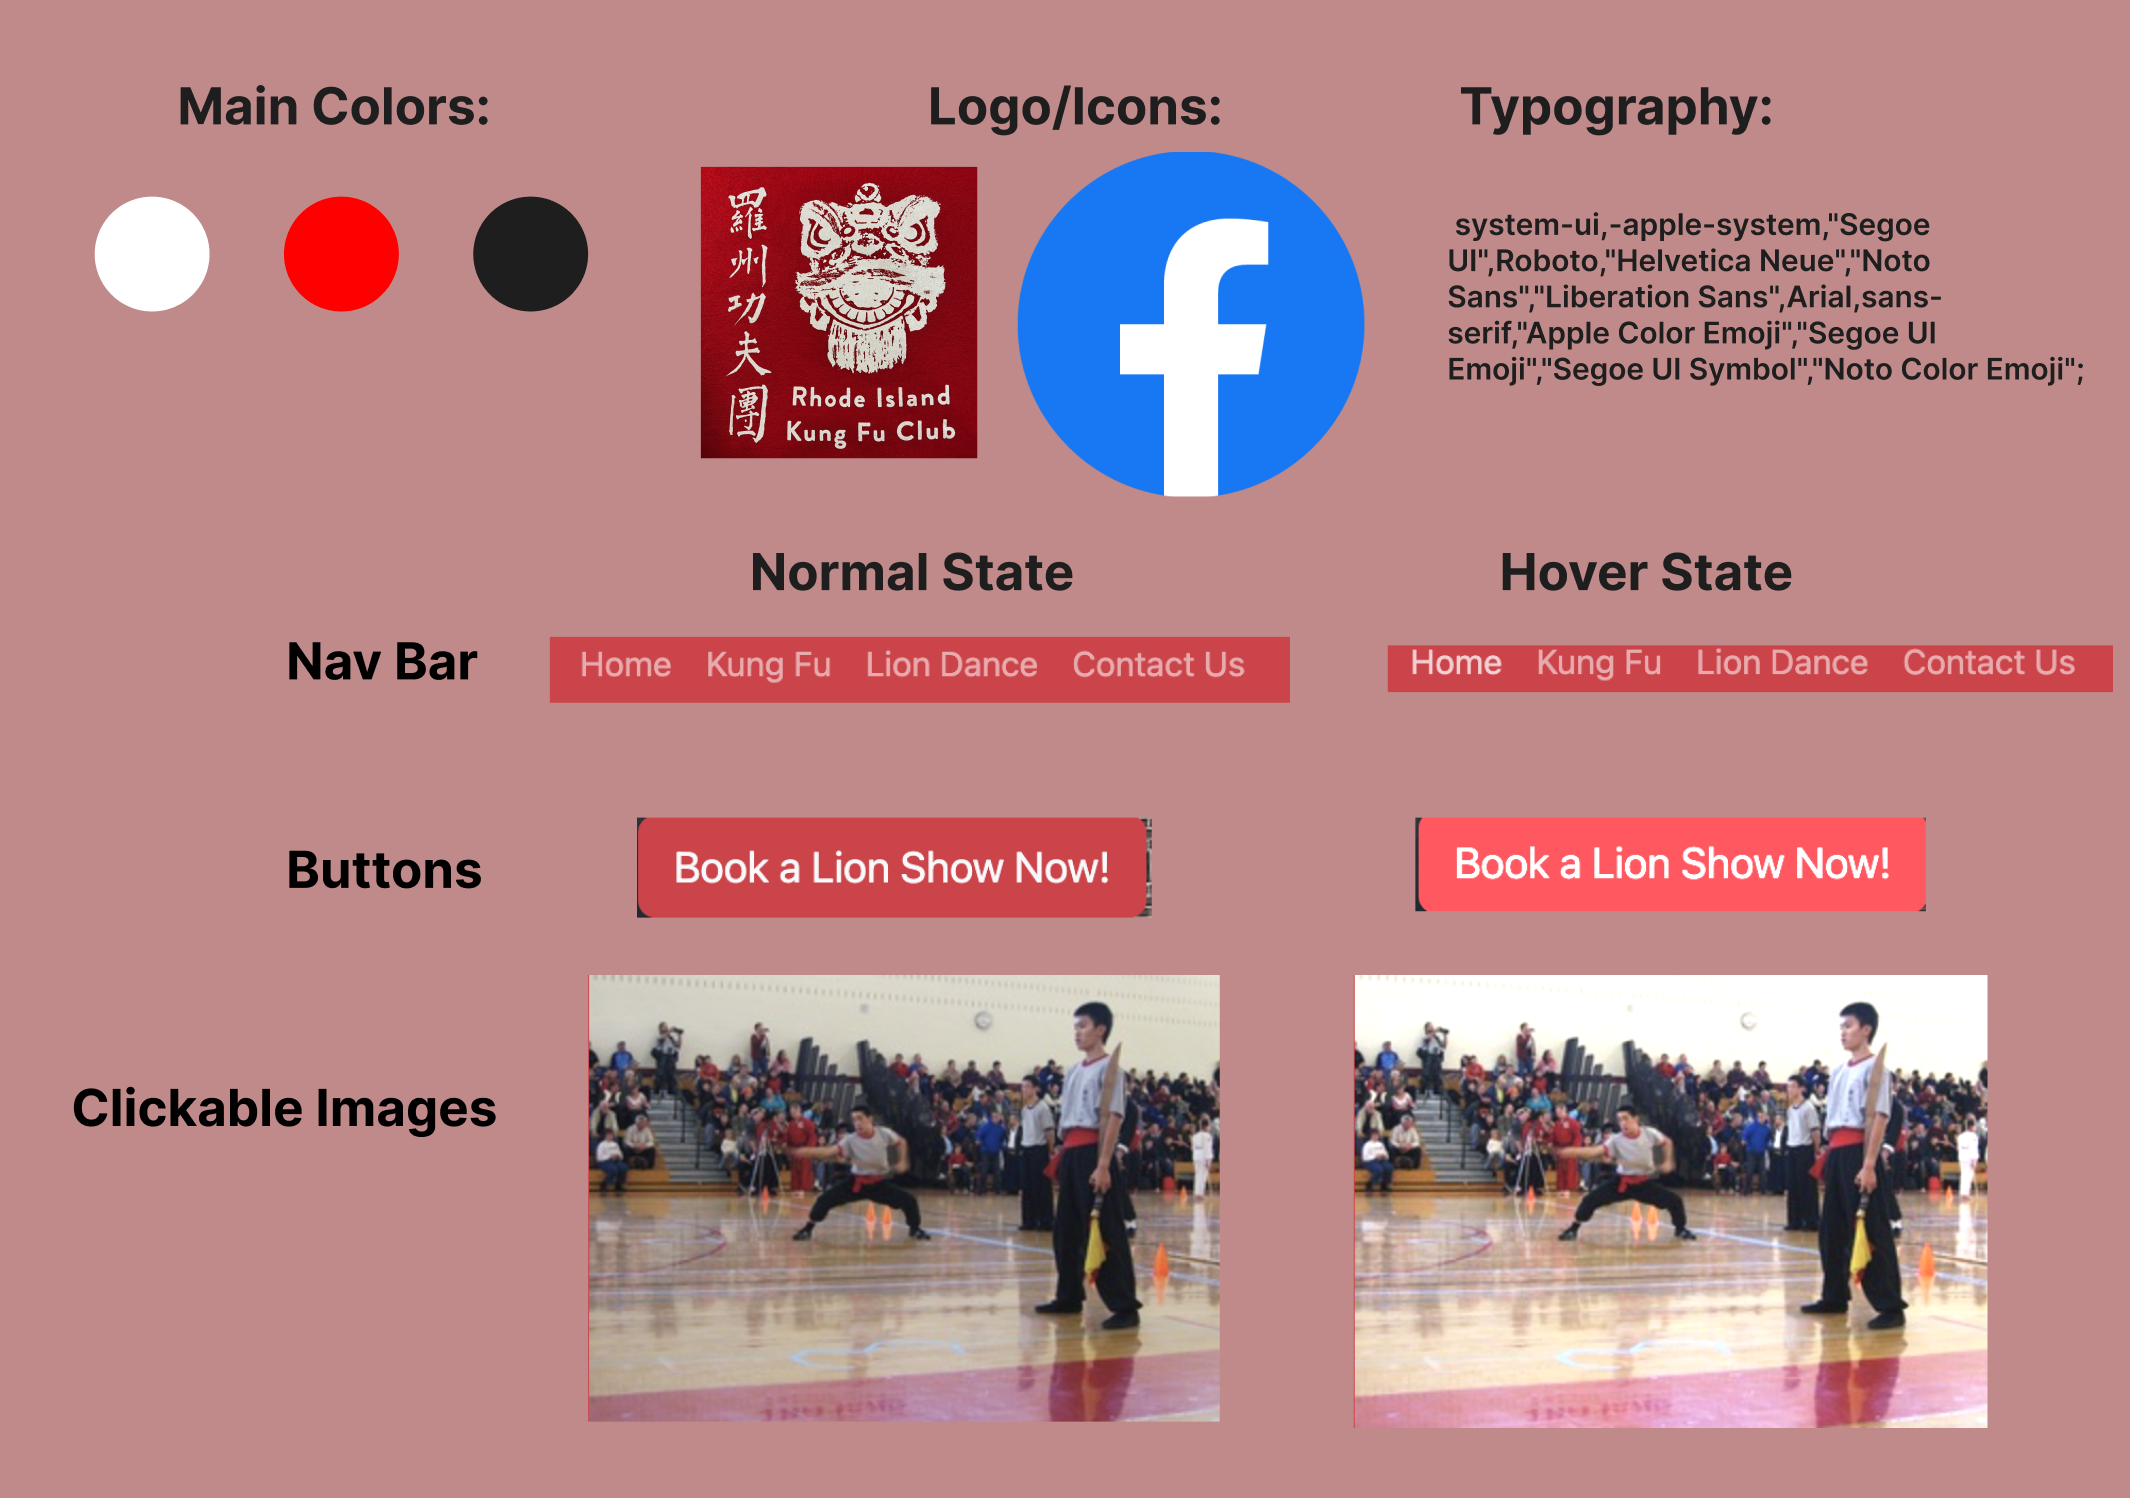 Main Colors:
Logo/Icons:
Typography:
羅州功夫團
Rhode Island
Kung Fu Club
system-ui,-apple-system,"Segoe
UI",Roboto,"Helvetica Neue","Noto
Sans","Liberation Sans",Arial,sans-
serif,"Apple Color Emoji","Segoe UI
Emoji","Segoe UI Symbol","Noto Color Emoji";
Normal State
Hover State
Nav Bar
Home Kung Fu Lion Dance Contact Us
Home Kung Fu Lion Dance Contact Us
Buttons
Book a Lion Show Now!
Book a Lion Show Now!
Clickable Images